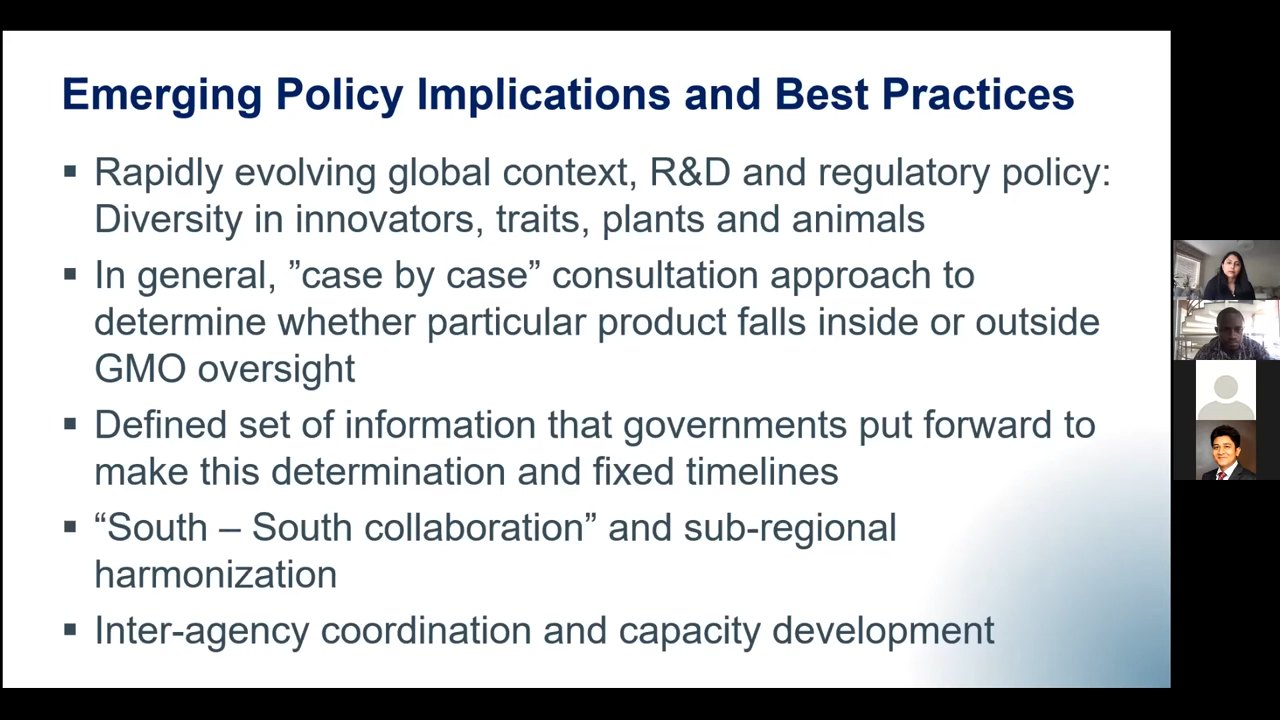 Emerging Policy Implications and Best Practices
▪ Rapidly evolving global context, R&D and regulatory policy:
Diversity in innovators, traits, plants and animals
▪ In general, ”case by case” consultation approach to
determine whether particular product falls inside or outside
GMO oversight
▪ Defined set of information that governments put forward to
make this determination and fixed timelines
▪ “South – South collaboration” and sub-regional
harmonization
▪ Inter-agency coordination and capacity development